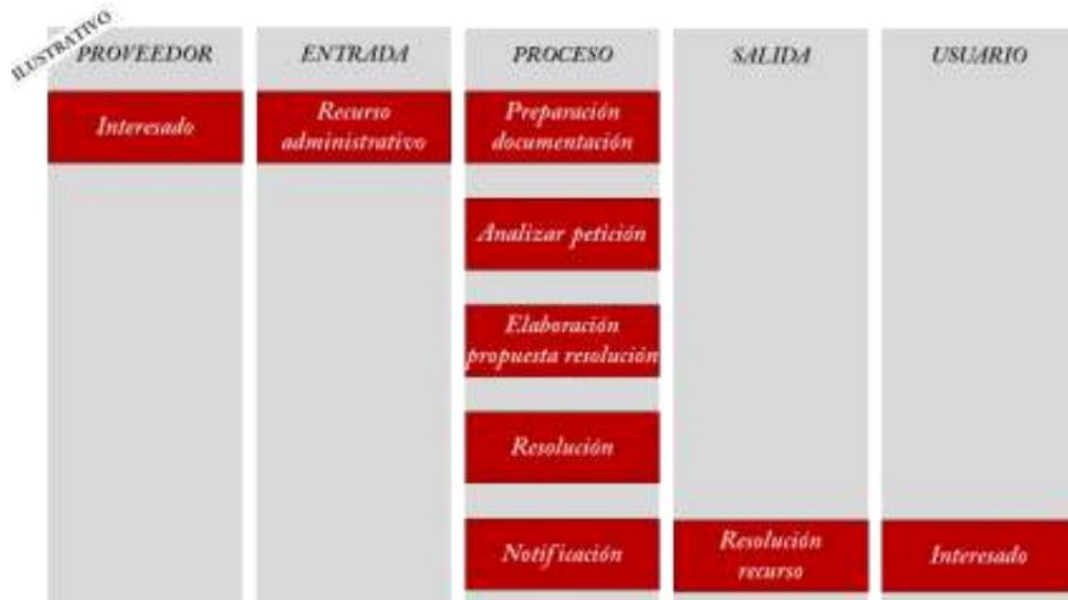 ILUSTRATIVO
PROVEEDOR
ENTRADA
PROCESO
SALIDA
USUARIO
Interesado
Recurso
administrativo
Preparación
documentación
Analizar petición
Elaboración
propuesta resolución
Resolución
Notificación
Resolución
recurso
Interesado